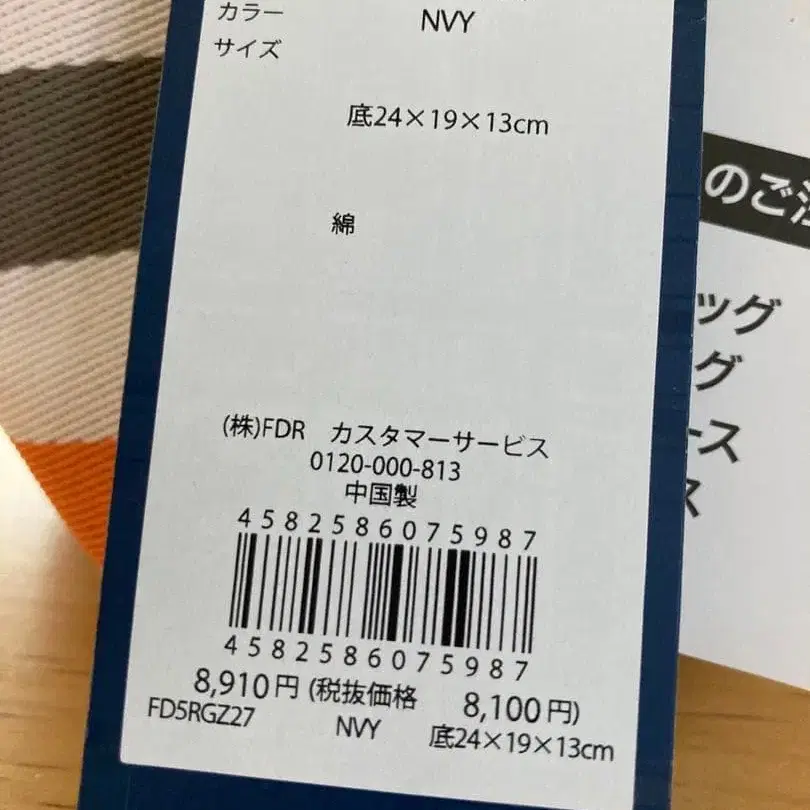 カラー NVY
サイズ
底24×19×13cm
綿
(株)FDR カスタマーサービス
0120-000-813
中国製
4582586075987
4582586075987
8,910円 (税抜価格 8,100円)
FD5RGZ27 NVY 底24×19×13cm
のご
ッグ
グ
ース
ス